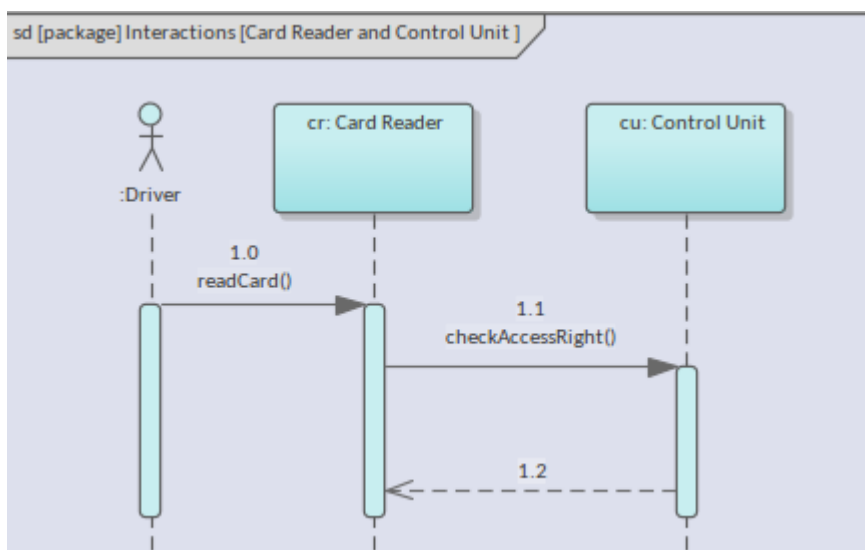 sd [package] Interactions [Card Reader and Control Unit ]
:Driver
cr: Card Reader
cu: Control Unit
1.0
readCard()
1.1
checkAccessRight()
1.2